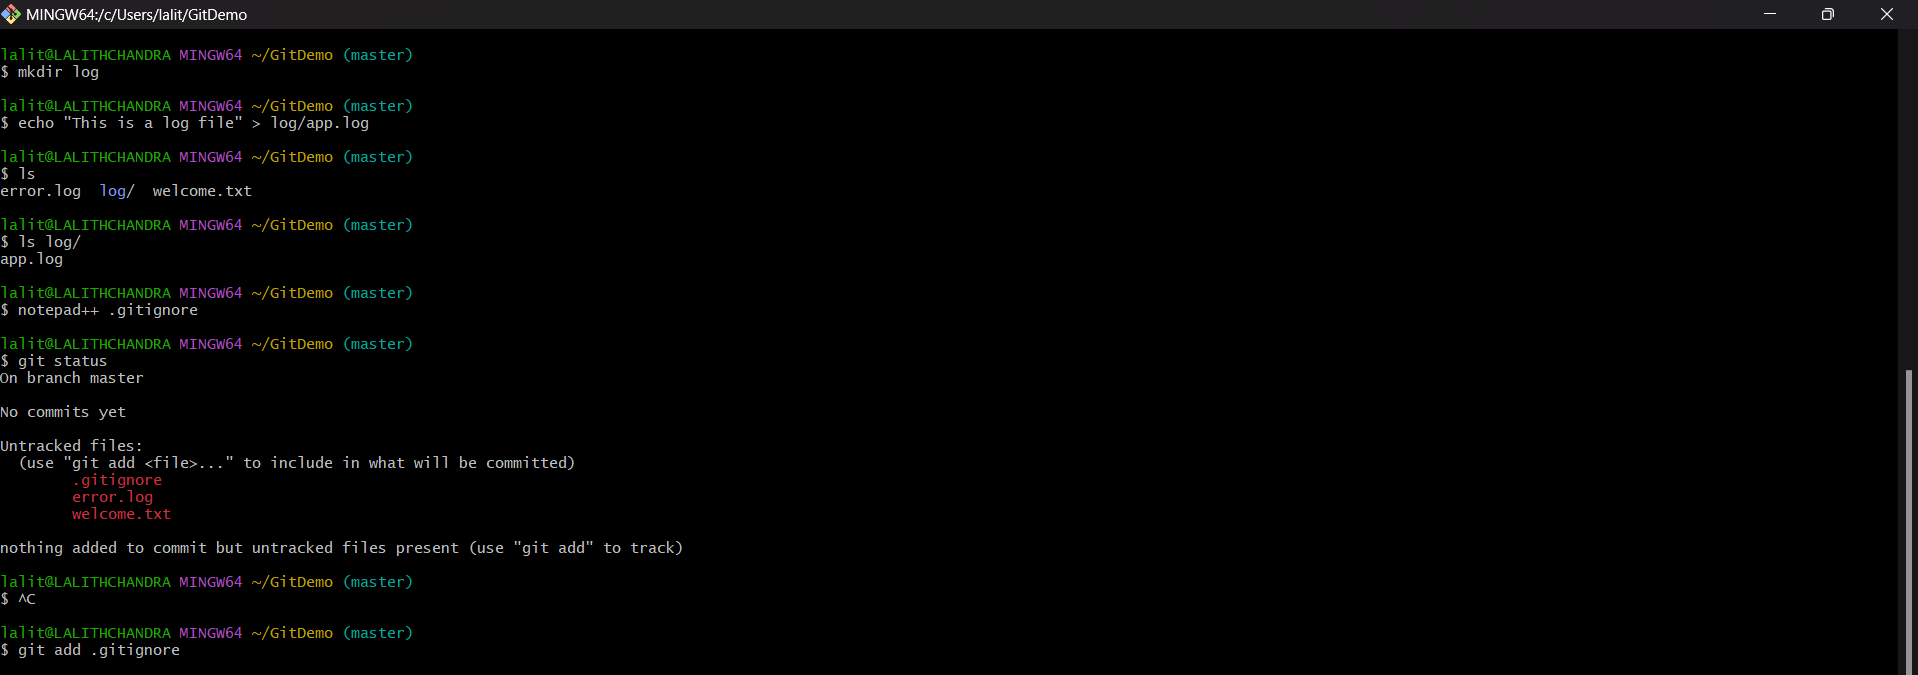 MINGW64:/c/Users/lalit/GitDemo
lalit@LALITHCHANDRA MINGW64 ~/GitDemo (master)
$ mkdir log
lalit@LALITHCHANDRA MINGW64 ~/GitDemo (master)
$ echo "This is a log file" > log/app.log
lalit@LALITHCHANDRA MINGW64 ~/GitDemo (master)
$ ls
error.log  log/  welcome.txt
lalit@LALITHCHANDRA MINGW64 ~/GitDemo (master)
$ ls log/
app.log
lalit@LALITHCHANDRA MINGW64 ~/GitDemo (master)
$ notepad++ .gitignore
lalit@LALITHCHANDRA MINGW64 ~/GitDemo (master)
$ git status
On branch master
No commits yet
Untracked files:
  (use "git add <file>..." to include in what will be committed)
        .gitignore
        error.log
        welcome.txt
nothing added to commit but untracked files present (use "git add" to track)
lalit@LALITHCHANDRA MINGW64 ~/GitDemo (master)
$ ^C
lalit@LALITHCHANDRA MINGW64 ~/GitDemo (master)
$ git add .gitignore